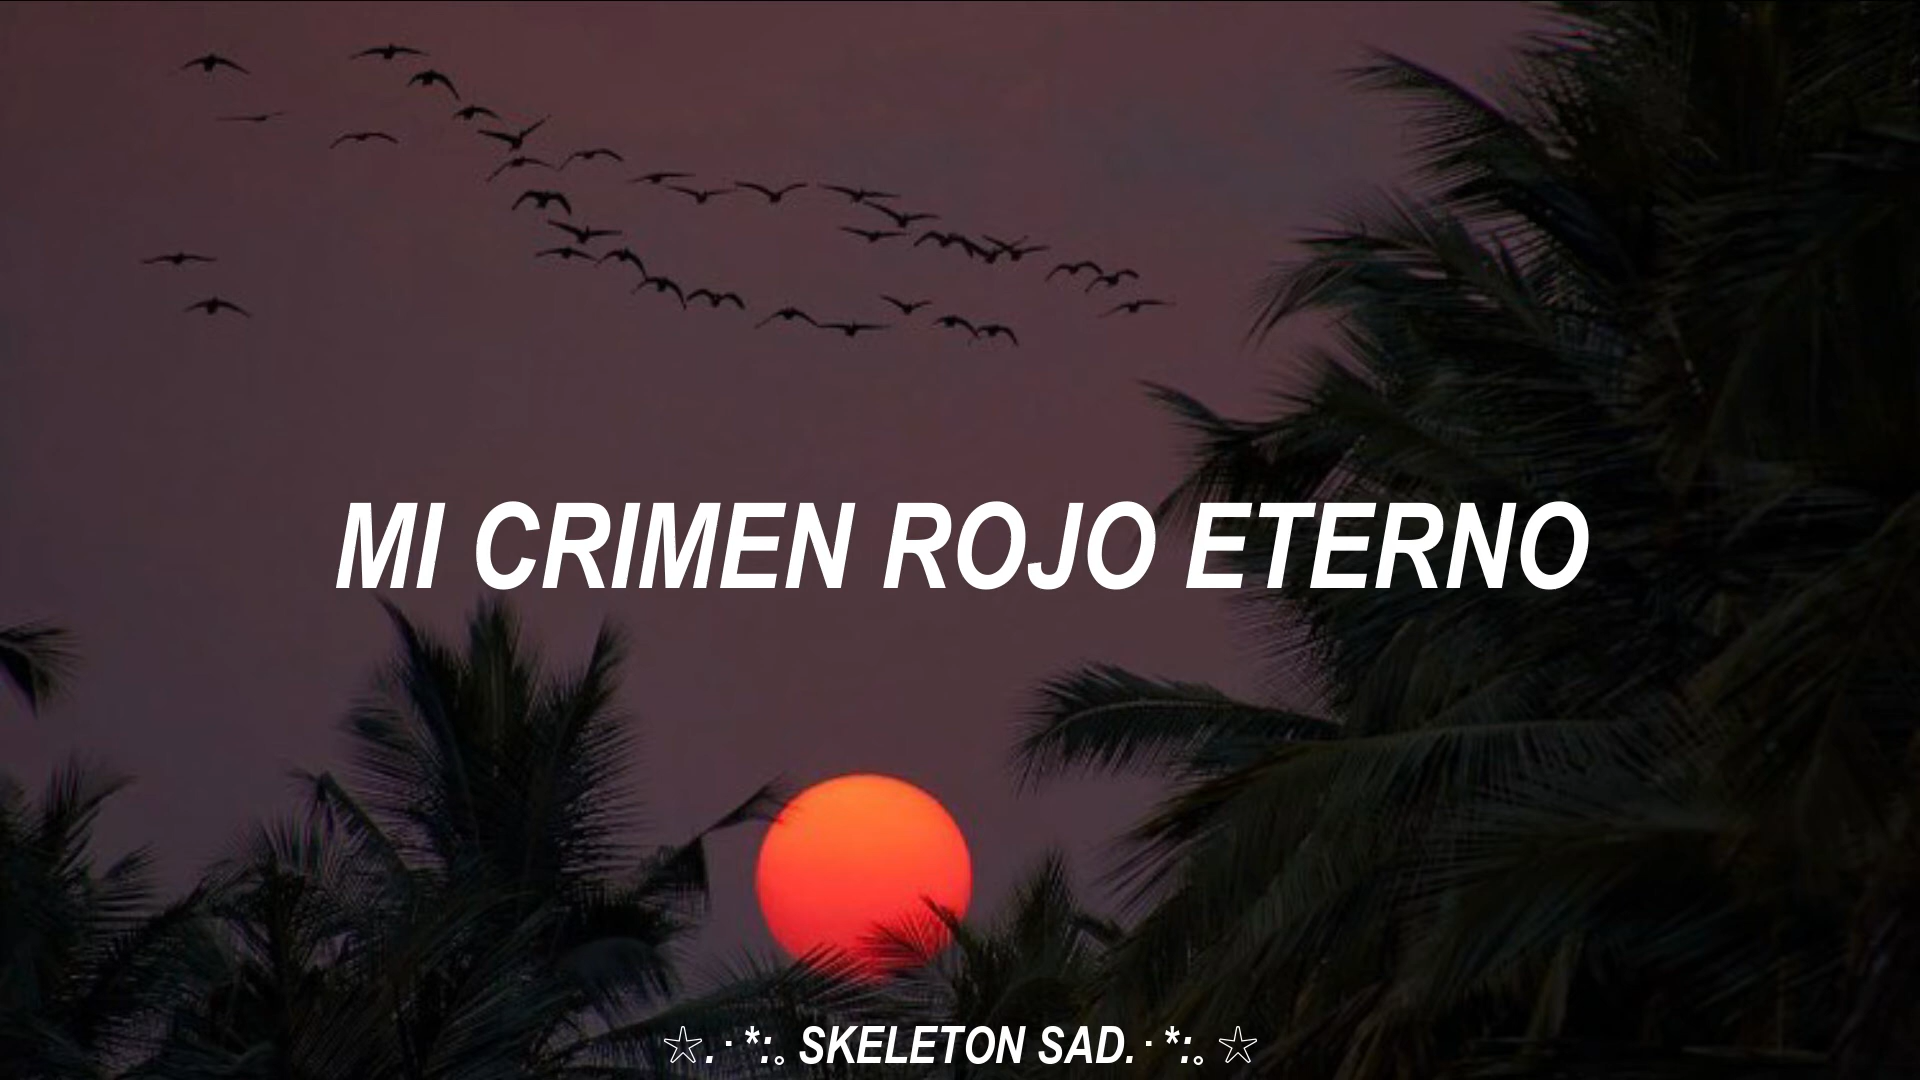 MI CRIMEN ROJO ETERNO
☆.·*:｡ SKELETON SAD.·*:｡☆